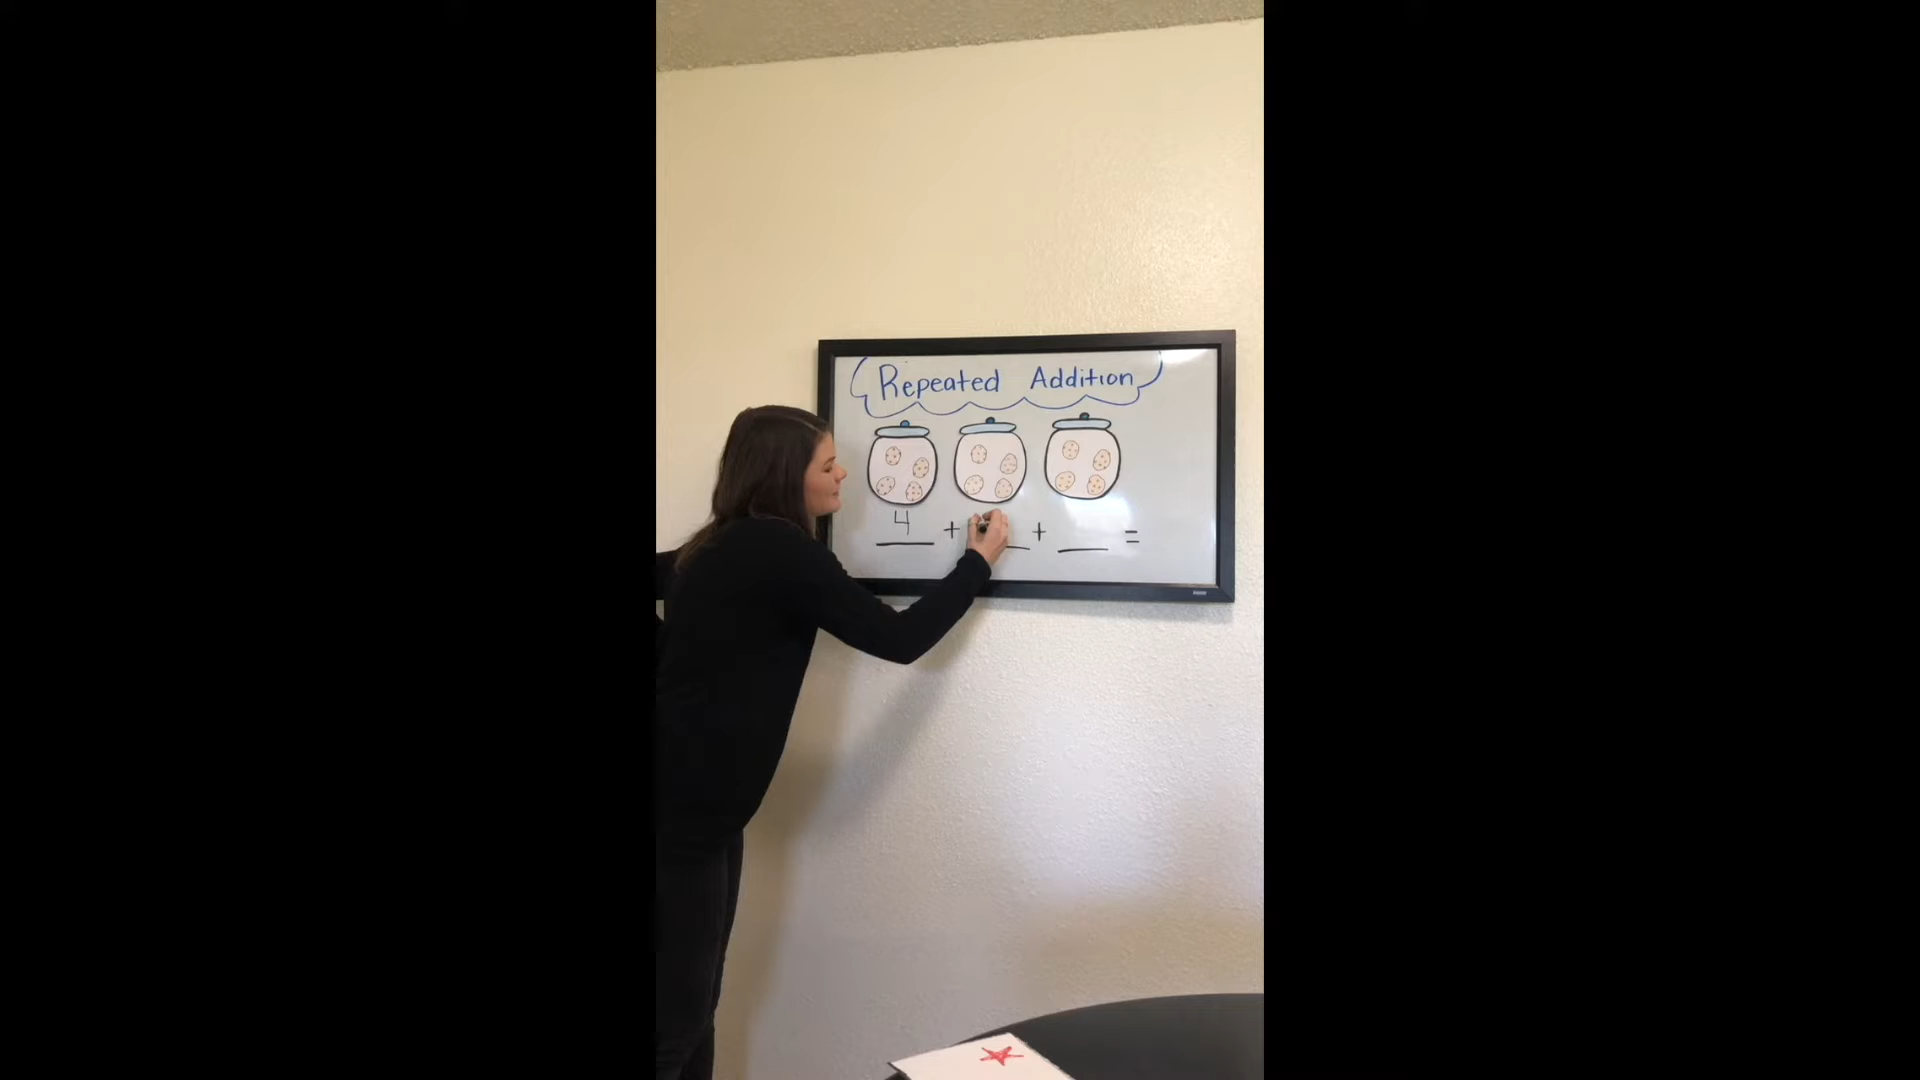 Repeated Addition
4 + + =